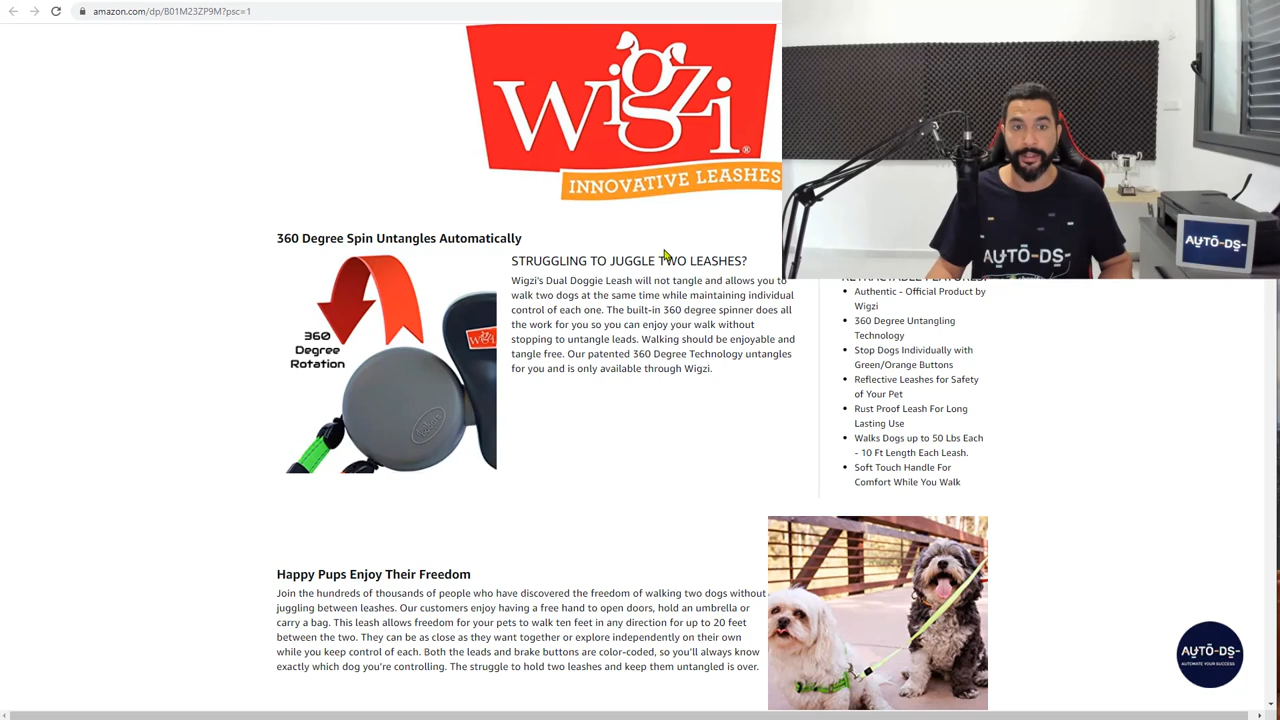 amazon.com/dp/B01M23ZP9M?psc=1
Wigzi®
INNOVATIVE LEASHES
360 Degree Spin Untangles Automatically
STRUGGLING TO JUGGLE TWO LEASHES?
Wigzi's Dual Doggie Leash will not tangle and allows you to
walk two dogs at the same time while maintaining individual
control of each one. The built-in 360 degree spinner does all
the work for you so you can enjoy your walk without
stopping to untangle leads. Walking should be enjoyable and
tangle free. Our patented 360 Degree Technology untangles
for you and is only available through Wigzi.
360
Degree
Rotation
WIGZI
RETRACTABLE FEATURES:
Authentic - Official Product by
Wigzi
360 Degree Untangling
Technology
Stop Dogs Individually with
Green/Orange Buttons
Reflective Leashes for Safety
of Your Pet
Rust Proof Leash For Long
Lasting Use
Walks Dogs up to 50 Lbs Each
- 10 Ft Length Each Leash.
Soft Touch Handle For
Comfort While You Walk
Happy Pups Enjoy Their Freedom
Join the hundreds of thousands of people who have discovered the freedom of walking two dogs without
juggling between leashes. Our customers enjoy having a free hand to open doors, hold an umbrella or
carry a bag. This leash allows freedom for your pets to walk ten feet in any direction for up to 20 feet
between the two. They can be as close as they want together or explore independently on their own
while you keep control of each. Both the leads and brake buttons are color-coded, so you'll always know
exactly which dog you're controlling. The struggle to hold two leashes and keep them untangled is over.
AUTO-DS-
AUTO-DS-
AUTO-DS-
AUTOMATE YOUR SUCCESS